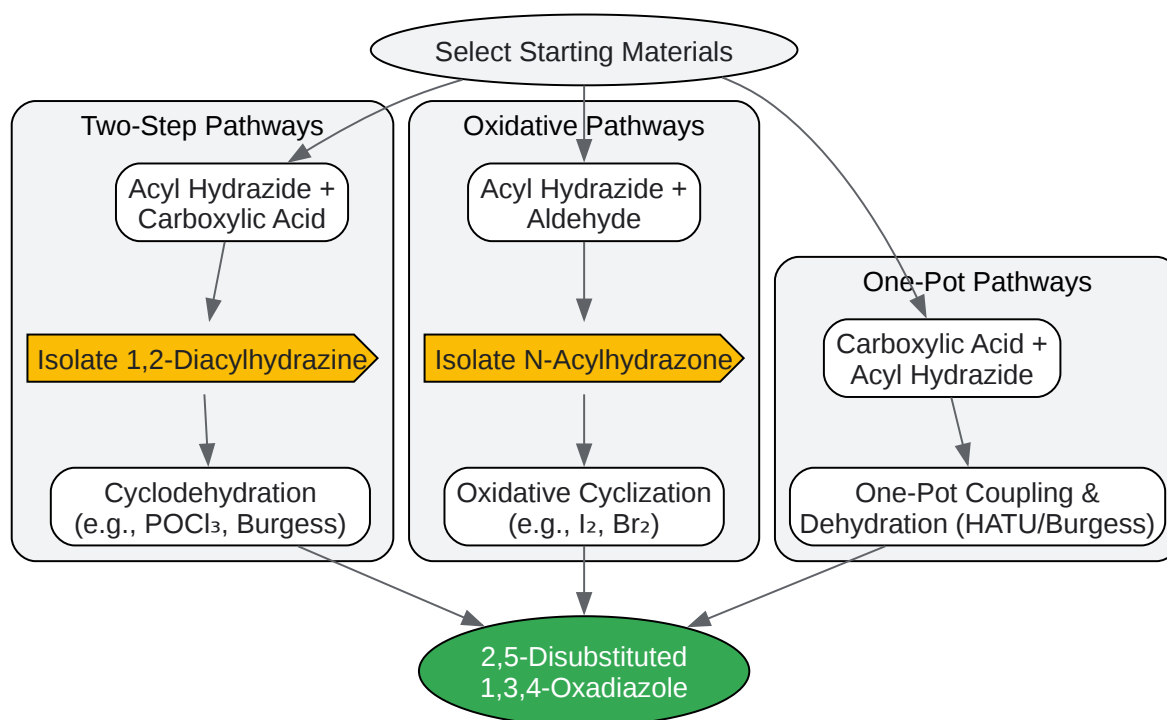 Select Starting Materials
Two-Step Pathways
Acyl Hydrazide +
Carboxylic Acid
Isolate 1,2-Diacylhydrazine
Cyclodehydration
(e.g., POCl₃, Burgess)
Oxidative Pathways
Acyl Hydrazide +
Aldehyde
Isolate N-Acylhydrazone
Oxidative Cyclization
(e.g., I₂, Br₂)
One-Pot Pathways
Carboxylic Acid +
Acyl Hydrazide
One-Pot Coupling &
Dehydration (HATU/Burgess)
2,5-Disubstituted
1,3,4-Oxadiazole